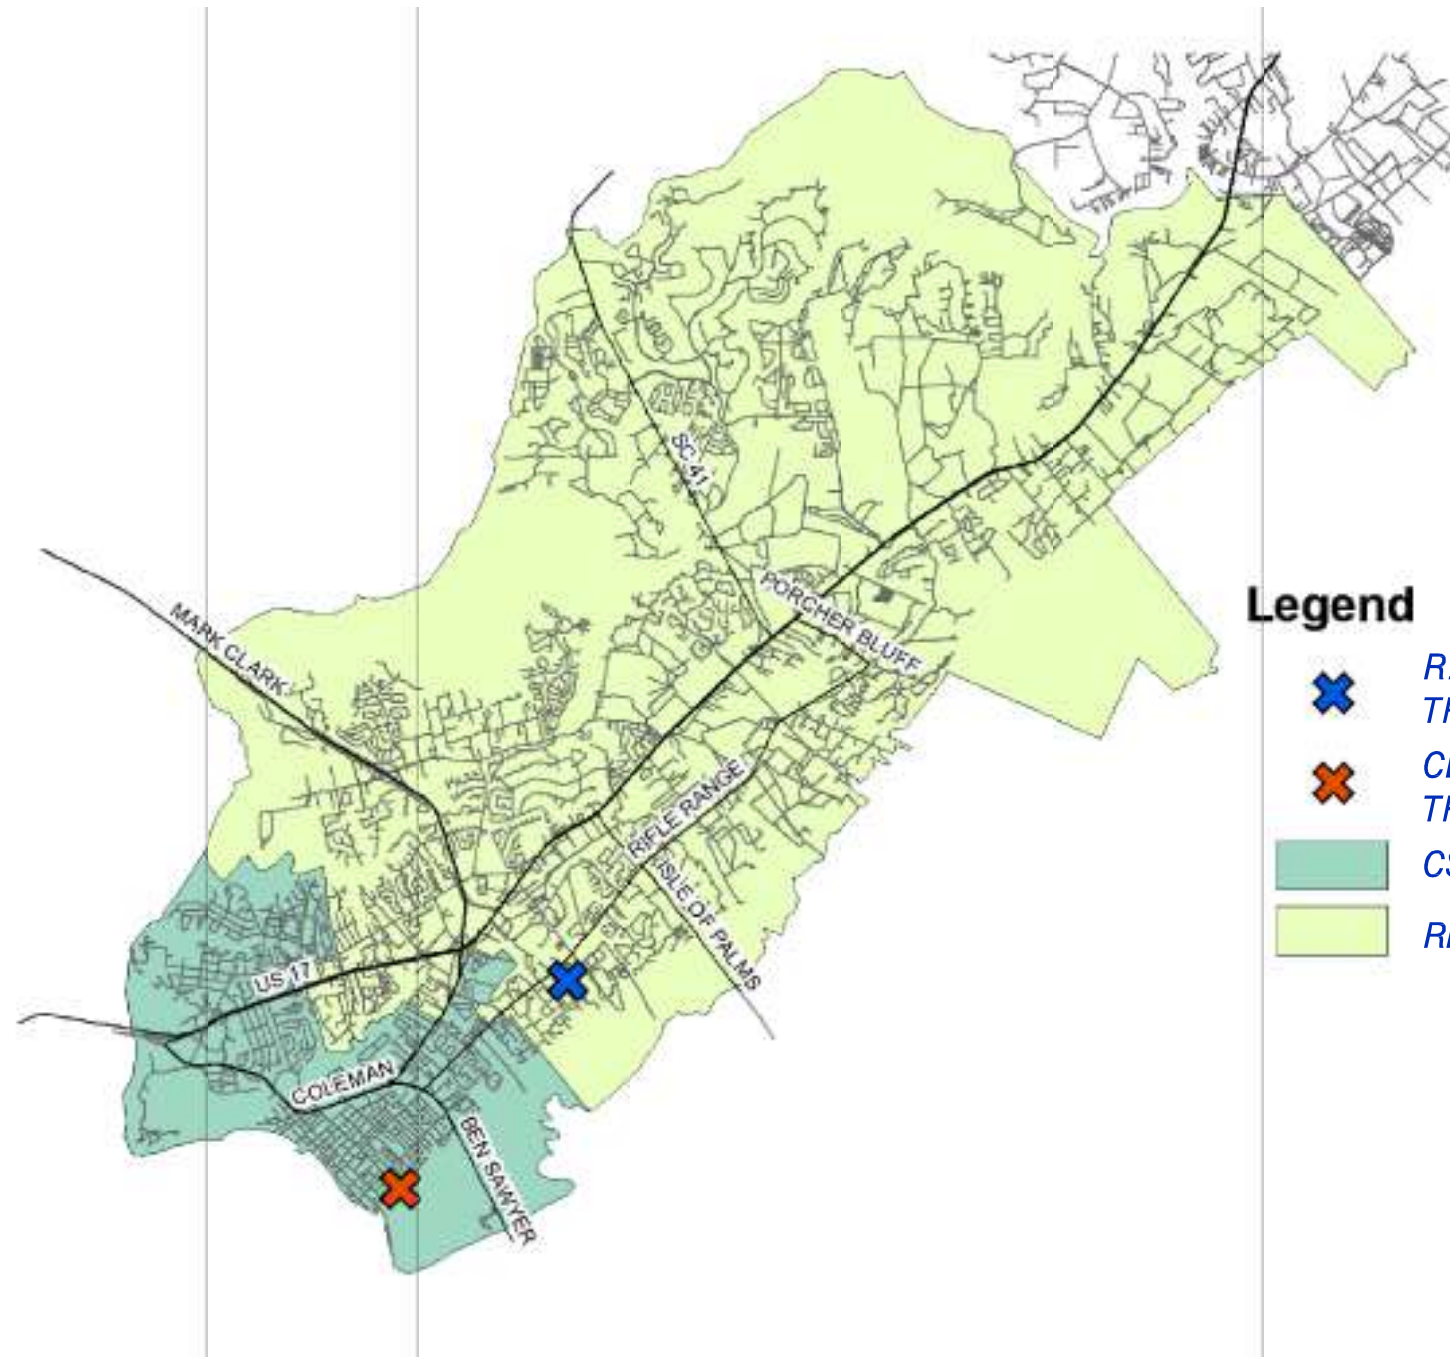 SC 41
PORCHER BLUFF
MARK CLARK
Legend
RIFLE RANGE
ISLE OF PALMS
US 17
COLEMAN
BEN SAWYER